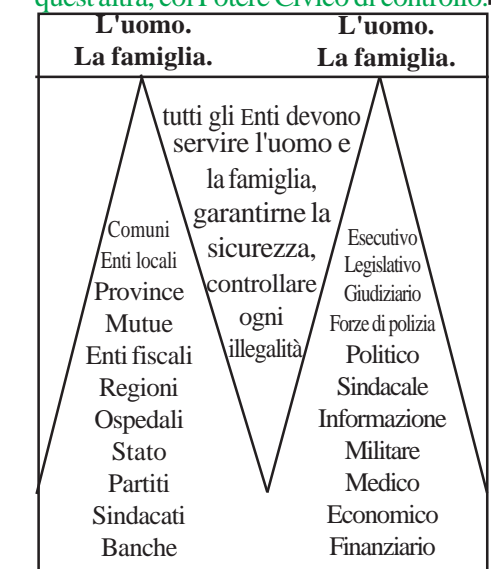 quest'altra, col Potere Civico di controllo.
L'uomo.
La famiglia.
L'uomo.
La famiglia.
tutti gli Enti devono
servire l'uomo e
la famiglia,
garantirne la
sicurezza,
controllare
ogni
illegalità
Comuni
Enti locali
Province
Mutue
Enti fiscali
Regioni
Ospedali
Stato
Partiti
Sindacati
Banche
Esecutivo
Legislativo
Giudiziario
Forze di polizia
Politico
Sindacale
Informazione
Militare
Medico
Economico
Finanziario